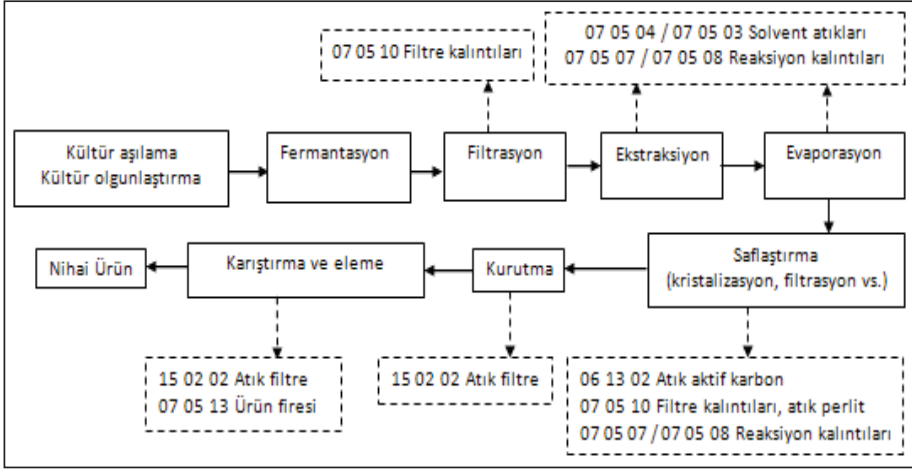 07 05 10 Filtre kalıntıları
07 05 04 / 07 05 03 Solvent atıkları
07 05 07 / 07 05 08 Reaksiyon kalıntıları
Kültür aşılama
Kültür olgunlaştırma
Fermantasyon
Filtrasyon
Ekstraksiyon
Evaporasyon
Nihai Ürün
Karıştırma ve eleme
Kurutma
Saflaştırma
(kristalizasyon, filtrasyon vs.)
15 02 02 Atık filtre
07 05 13 Ürün firesi
15 02 02 Atık filtre
06 13 02 Atık aktif karbon
07 05 10 Filtre kalıntıları, atık perlit
07 05 07 / 07 05 08 Reaksiyon kalıntıları